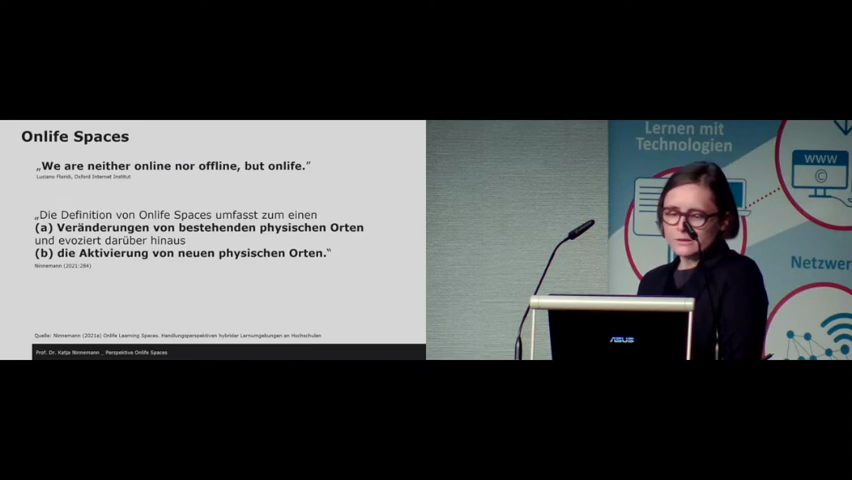 Onlife Spaces
„We are neither online nor offline, but onlife.”
Luciano Floridi, Oxford Internet Institut
„Die Definition von Onlife Spaces umfasst zum einen
(a) Veränderungen von bestehenden physischen Orten
und evoziert darüber hinaus
(b) die Aktivierung von neuen physischen Orten.“
Ninnemann (2021:284)
Quelle: Ninnemann (2021e) Onlife Learning Spaces. Handlungsperspektiven hybrider Lernumgebungen an Hochschulen
Prof. Dr. Katja Ninnemann _ Perspektive Onlife Spaces
Lernen mit
Technologien
WWW
©
Netzwer
ASUS